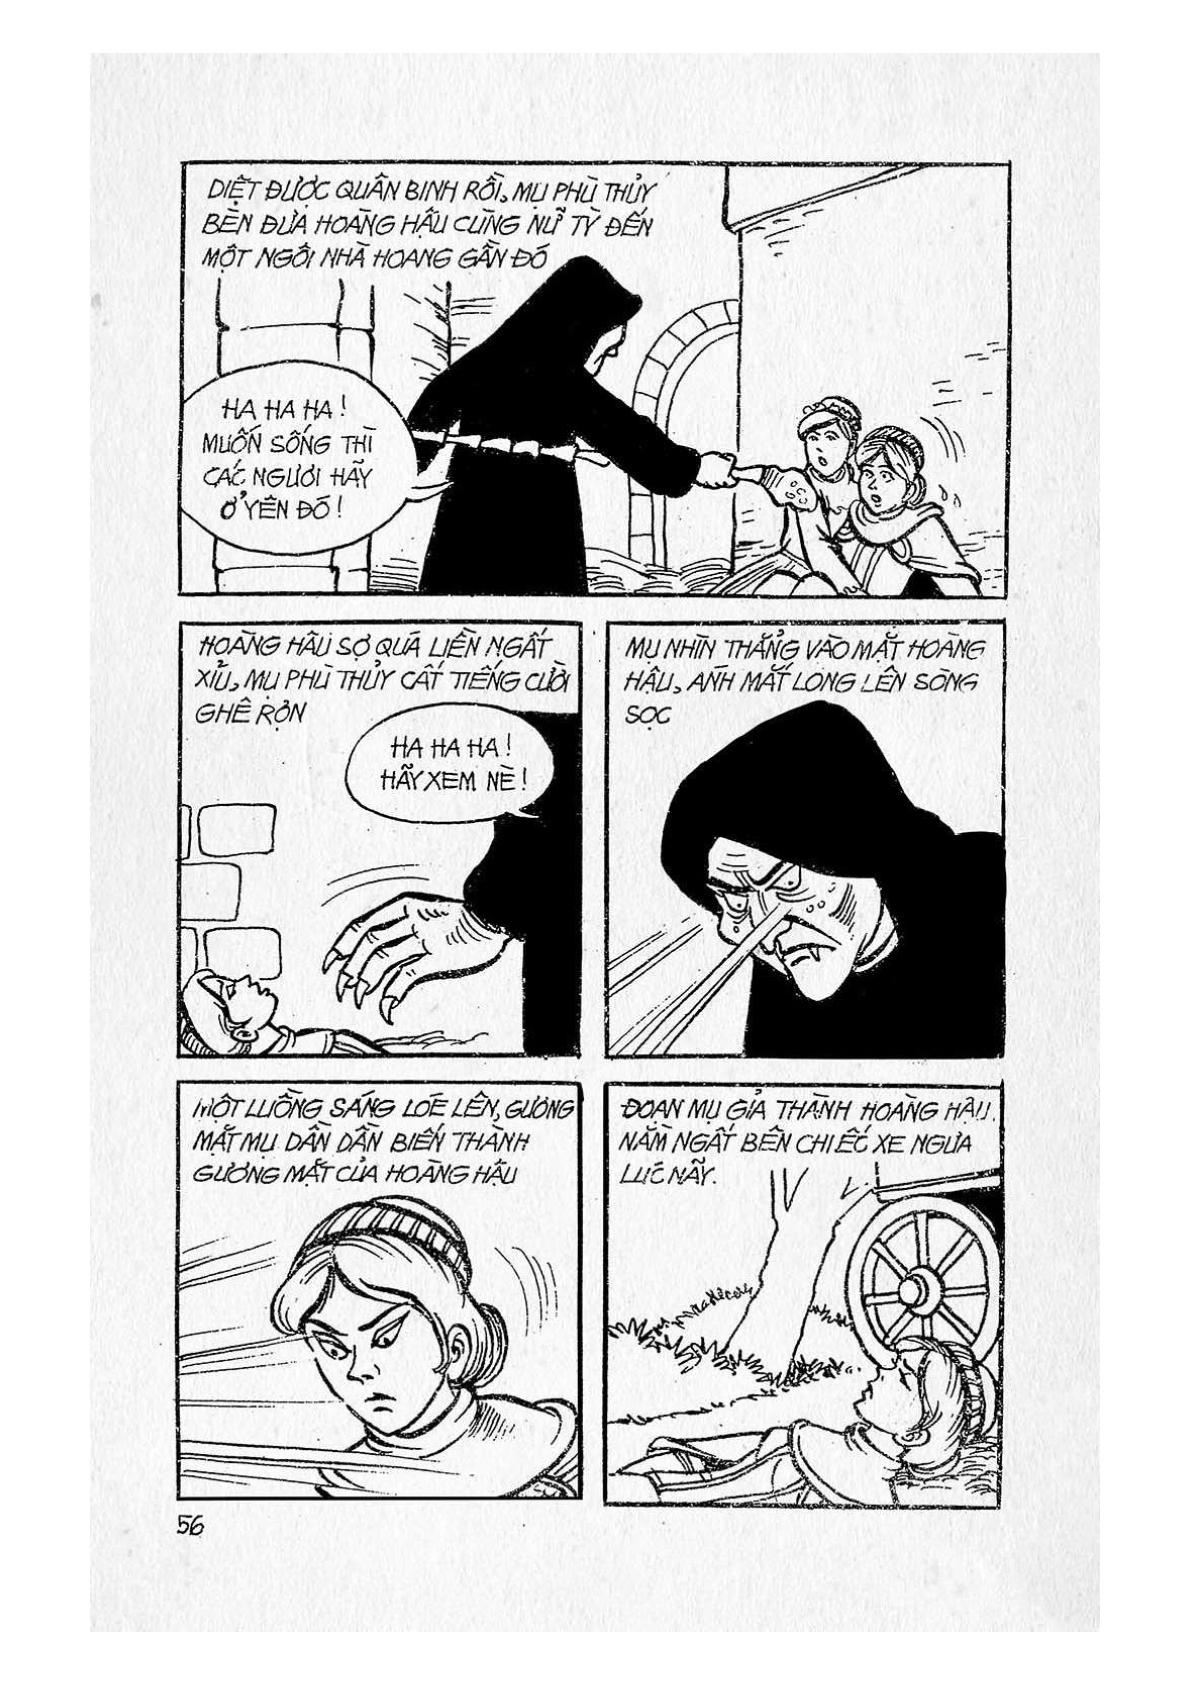 DIỆT ĐƯỢC QUÂN BINH RỒI, MỤ PHÙ THỦY
BÈN ĐƯA HOÀNG HẬU CÙNG NỮ TỲ ĐẾN
MỘT NGÔI NHÀ HOANG GẦN ĐÓ
HA HA HA!
MUỐN SỐNG THÌ
CÁC NGƯƠI HÃY
Ở YÊN ĐÓ!
HOÀNG HẬU SỢ QUÁ LIỀN NGẤT
XỈU, MỤ PHÙ THỦY CẤT TIẾNG CƯỜI
GHÊ RỢN
HA HA HA!
HÃY XEM NÈ!
MỤ NHÌN THẲNG VÀO MẶT HOÀNG
HẬU, ÁNH MẮT LONG LÊN SÒNG
SỌC
MỘT LUỒNG SÁNG LOÉ LÊN, GƯƠNG
MẶT MỤ DẦN DẦN BIẾN THÀNH
GƯƠNG MẶT CỦA HOÀNG HẬU
ĐOẠN MỤ GIẢ THÀNH HOÀNG HẬU.
NẰM NGẤT BÊN CHIẾC XE NGỰA
LÚC NÃY.
56